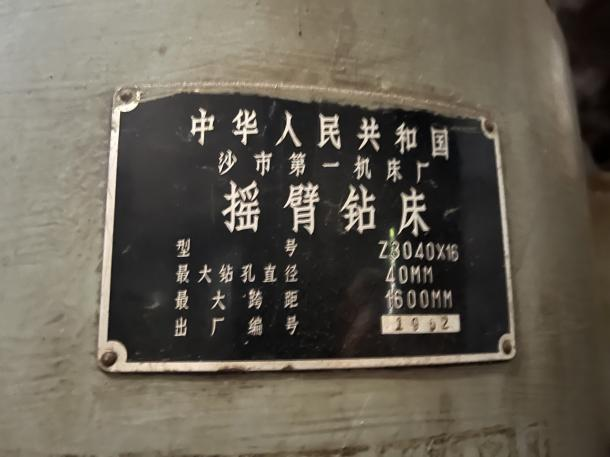 中华人民共和国
沙市第一机床厂
摇臂钻床
型号 Z3040X16
最大钻孔直径 40MM
最大跨距 1600MM
出厂编号